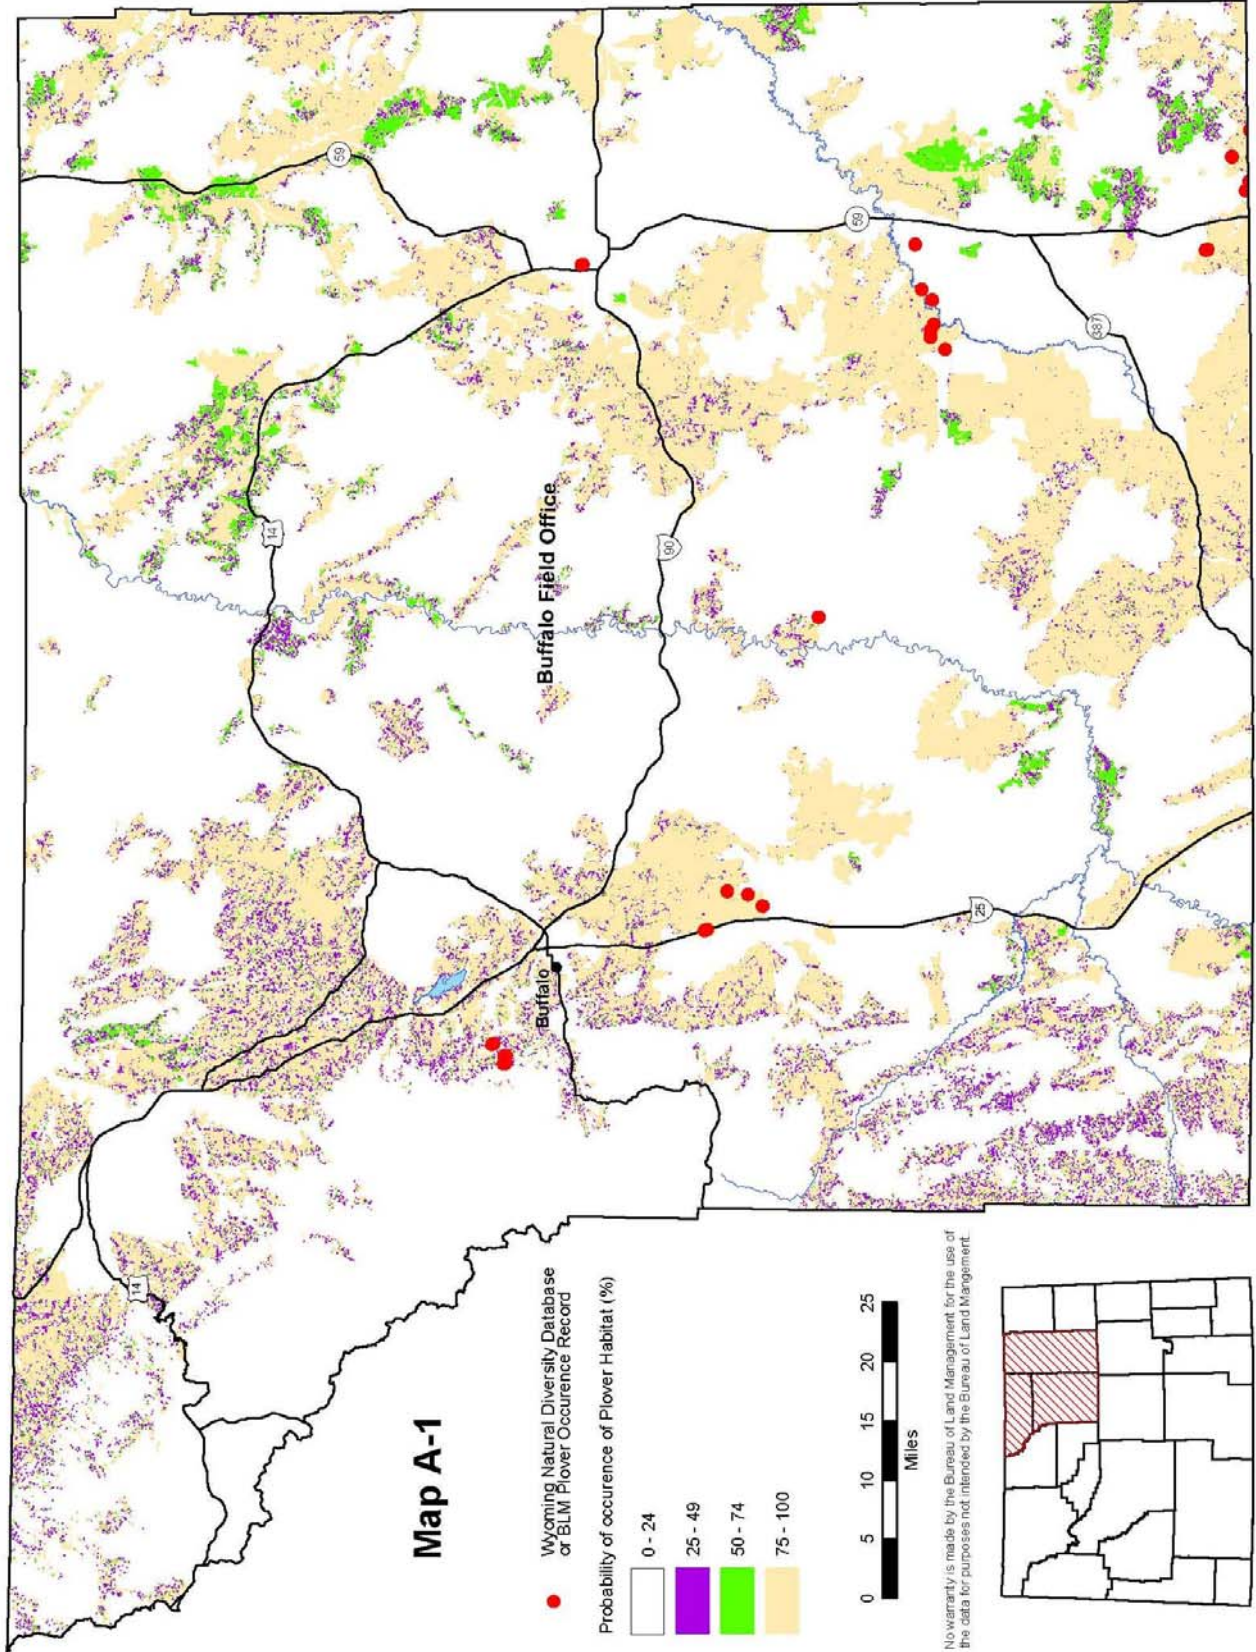 Map A-1
Wyoming Natural Diversity Database
or BLM Plover Occurence Record
Probability of occurence of Plover Habitat (%)
0 - 24
25 - 49
50 - 74
75 - 100
0 5 10 15 20 25
Miles
No warranty is made by the Bureau of Land Management for the use of
the data for purposes not intended by the Bureau of Land Mangement.
14
14
59
59
90
387
25
Buffalo Field Office
Buffalo